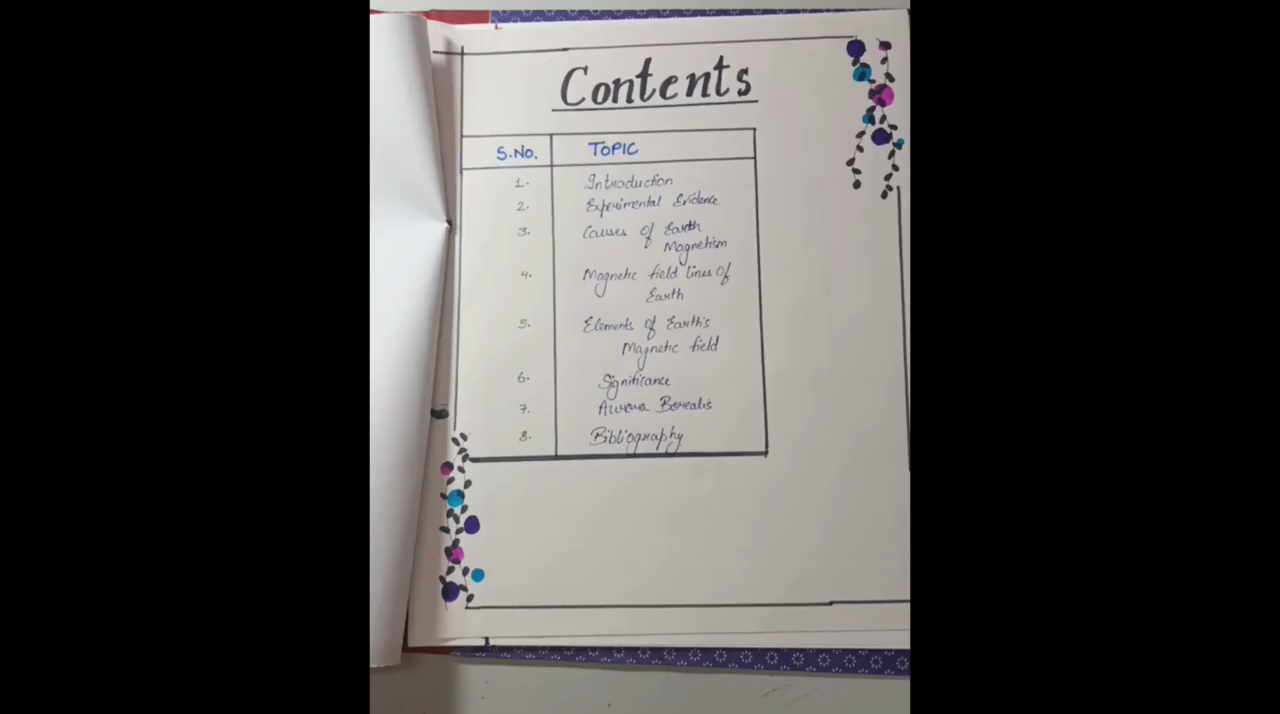 Contents
S.No. TOPIC
1. Introduction
2. Experimental Evidence
3. Causes of Earth
Magnetism
4. Magnetic field lines of
Earth
5. Elements of Earth's
Magnetic field
6. Significance
7. Aurora Borealis
8. Bibliography